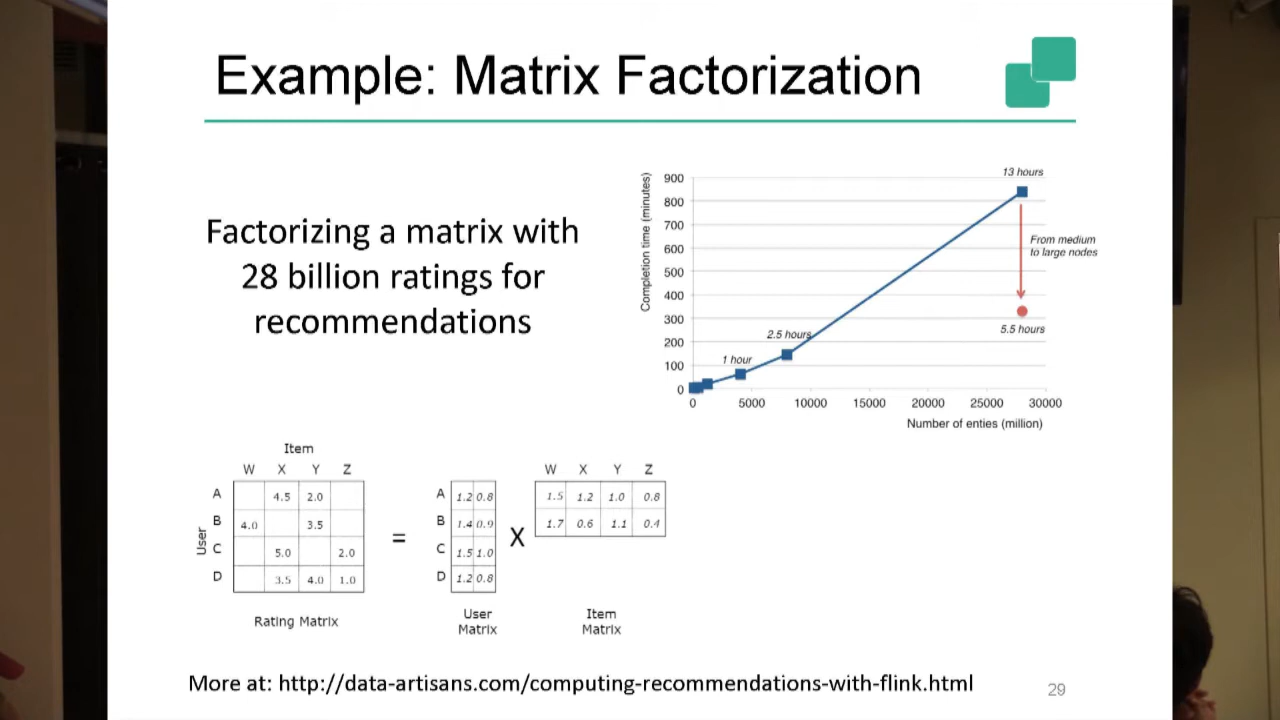 Example: Matrix Factorization
Factorizing a matrix with
28 billion ratings for
recommendations
Completion time (minutes)
900
800
700
600
500
400
300
200
100
0
0 5000 10000 15000 20000 25000 30000
Number of enties (million)
1 hour
2.5 hours
13 hours
From medium
to large nodes
5.5 hours
Item
W X Y Z
User
A 4.5 2.0
B 4.0 3.5
C 5.0 2.0
D 3.5 4.0 1.0
Rating Matrix
=
A 1.2 0.8
B 1.4 0.9
C 1.5 1.0
D 1.2 0.8
User
Matrix
X
W X Y Z
1.5 1.2 1.0 0.8
1.7 0.6 1.1 0.4
Item
Matrix
More at: http://data-artisans.com/computing-recommendations-with-flink.html
29